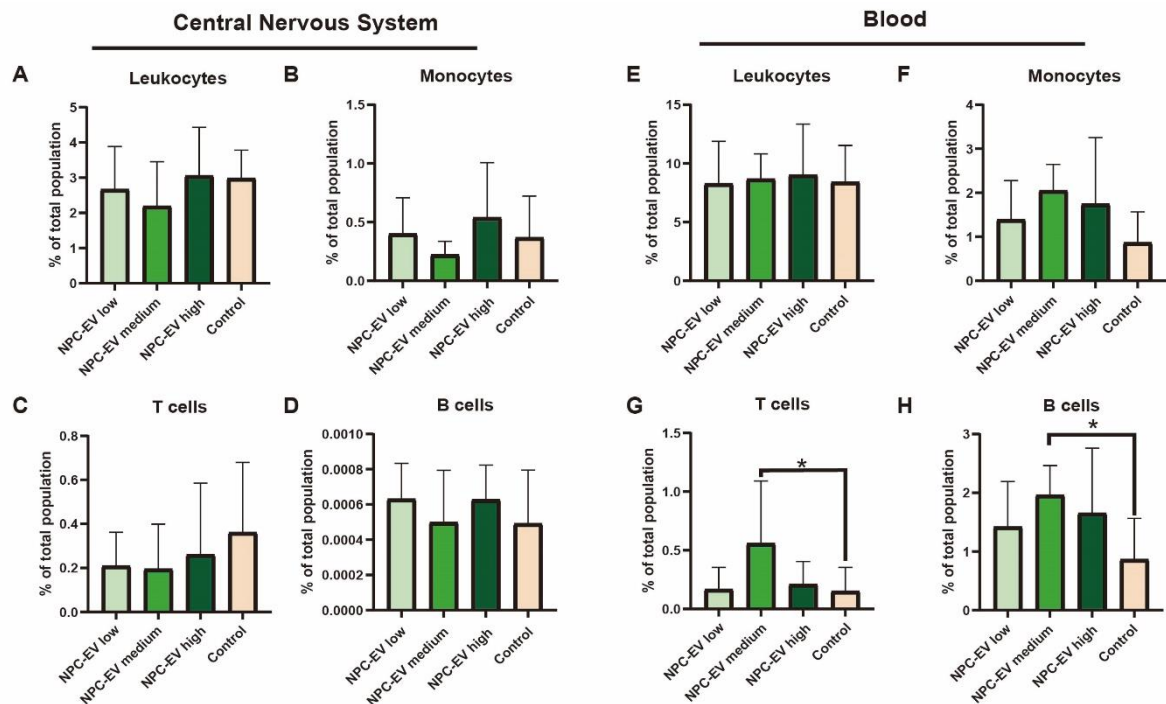 Central Nervous System
Blood
A
Leukocytes
% of total population
5
4
3
2
1
0
NPC-EV low
NPC-EV medium
NPC-EV high
Control
B
Monocytes
% of total population
1.5
1.0
0.5
0.0
NPC-EV low
NPC-EV medium
NPC-EV high
Control
E
Leukocytes
% of total population
15
10
5
0
NPC-EV low
NPC-EV medium
NPC-EV high
Control
F
Monocytes
% of total population
4
3
2
1
0
NPC-EV low
NPC-EV medium
NPC-EV high
Control
C
T cells
% of total population
0.8
0.6
0.4
0.2
0.0
NPC-EV low
NPC-EV medium
NPC-EV high
Control
D
B cells
% of total population
0.0010
0.0008
0.0006
0.0004
0.0002
0.0000
NPC-EV low
NPC-EV medium
NPC-EV high
Control
G
T cells
% of total population
1.5
1.0
0.5
0.0
*
NPC-EV low
NPC-EV medium
NPC-EV high
Control
H
B cells
% of total population
3
2
1
0
*
NPC-EV low
NPC-EV medium
NPC-EV high
Control